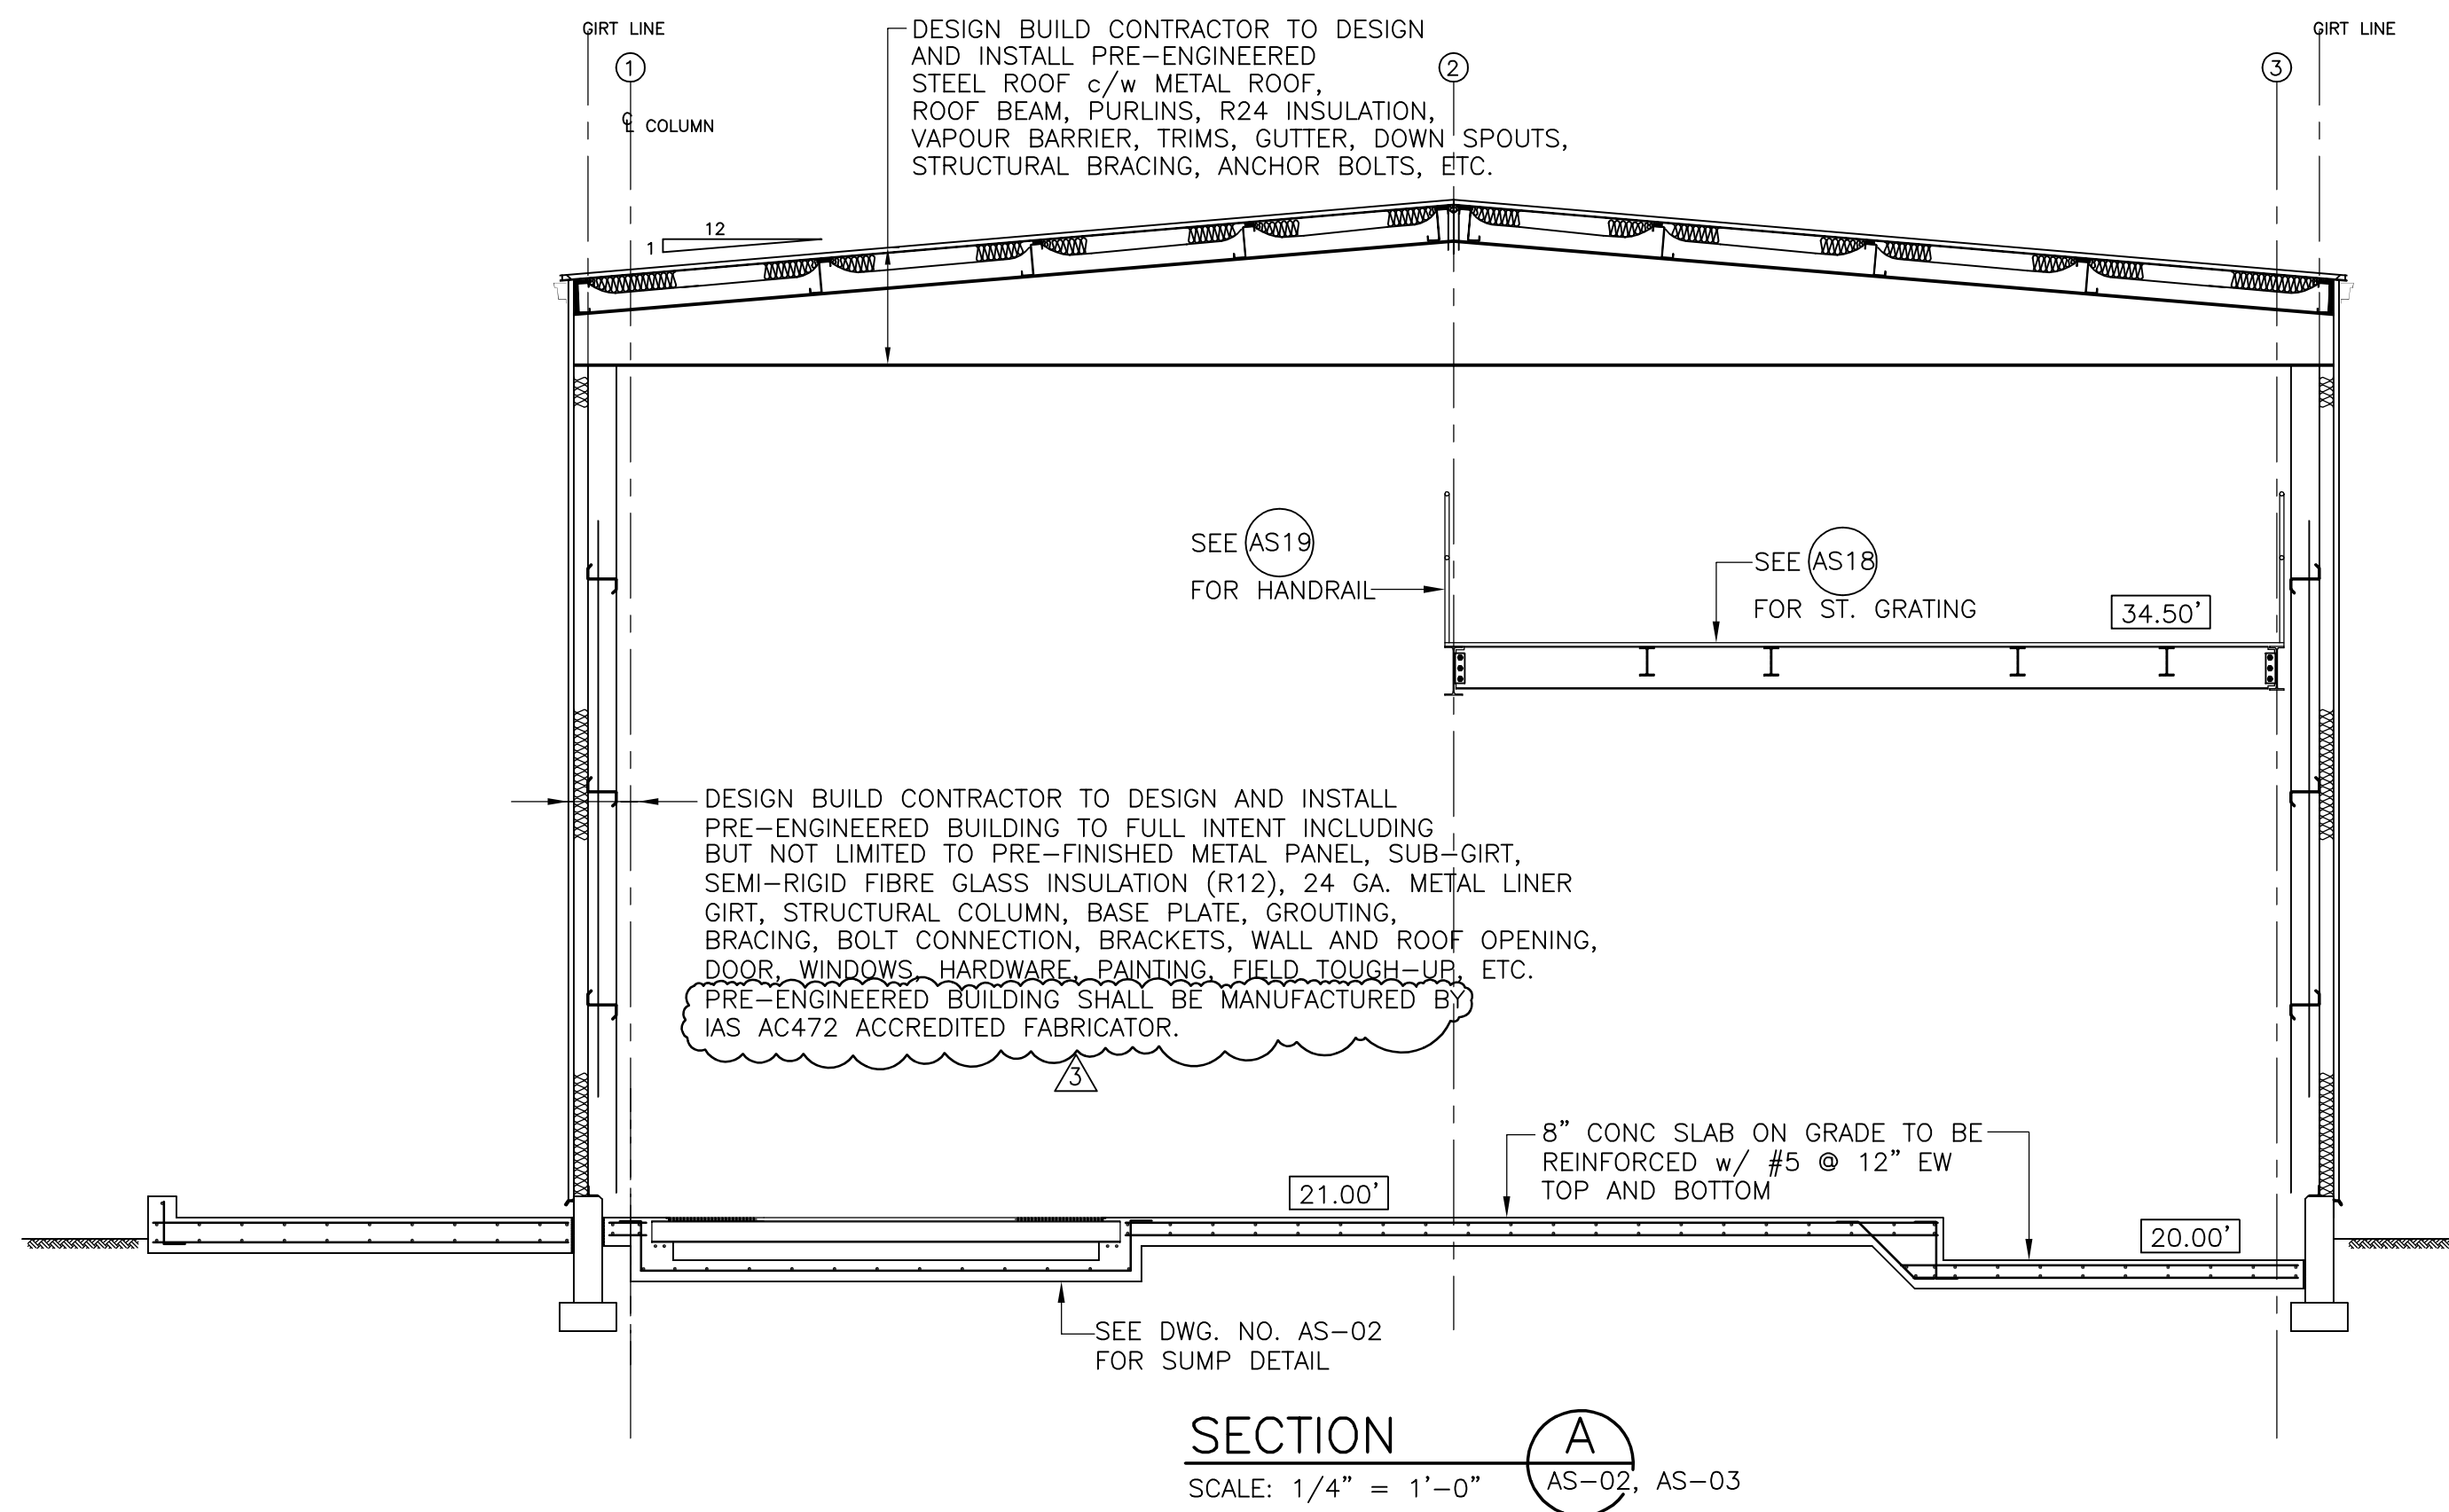 GIRT LINE
GIRT LINE
1
2
3
℄ COLUMN
DESIGN BUILD CONTRACTOR TO DESIGN
AND INSTALL PRE-ENGINEERED
STEEL ROOF c/w METAL ROOF,
ROOF BEAM, PURLINS, R24 INSULATION,
VAPOUR BARRIER, TRIMS, GUTTER, DOWN SPOUTS,
STRUCTURAL BRACING, ANCHOR BOLTS, ETC.
12
1
SEE AS19
FOR HANDRAIL
SEE AS18
FOR ST. GRATING
34.50'
DESIGN BUILD CONTRACTOR TO DESIGN AND INSTALL
PRE-ENGINEERED BUILDING TO FULL INTENT INCLUDING
BUT NOT LIMITED TO PRE-FINISHED METAL PANEL, SUB-GIRT,
SEMI-RIGID FIBRE GLASS INSULATION (R12), 24 GA. METAL LINER
GIRT, STRUCTURAL COLUMN, BASE PLATE, GROUTING,
BRACING, BOLT CONNECTION, BRACKETS, WALL AND ROOF OPENING,
DOOR, WINDOWS, HARDWARE, PAINTING, FIELD TOUGH-UP, ETC.
PRE-ENGINEERED BUILDING SHALL BE MANUFACTURED BY
IAS AC472 ACCREDITED FABRICATOR.
3
8" CONC SLAB ON GRADE TO BE
REINFORCED w/ #5 @ 12" EW
TOP AND BOTTOM
21.00'
20.00'
SEE DWG. NO. AS-02
FOR SUMP DETAIL
SECTION
A
SCALE: 1/4" = 1'-0"
AS-02, AS-03